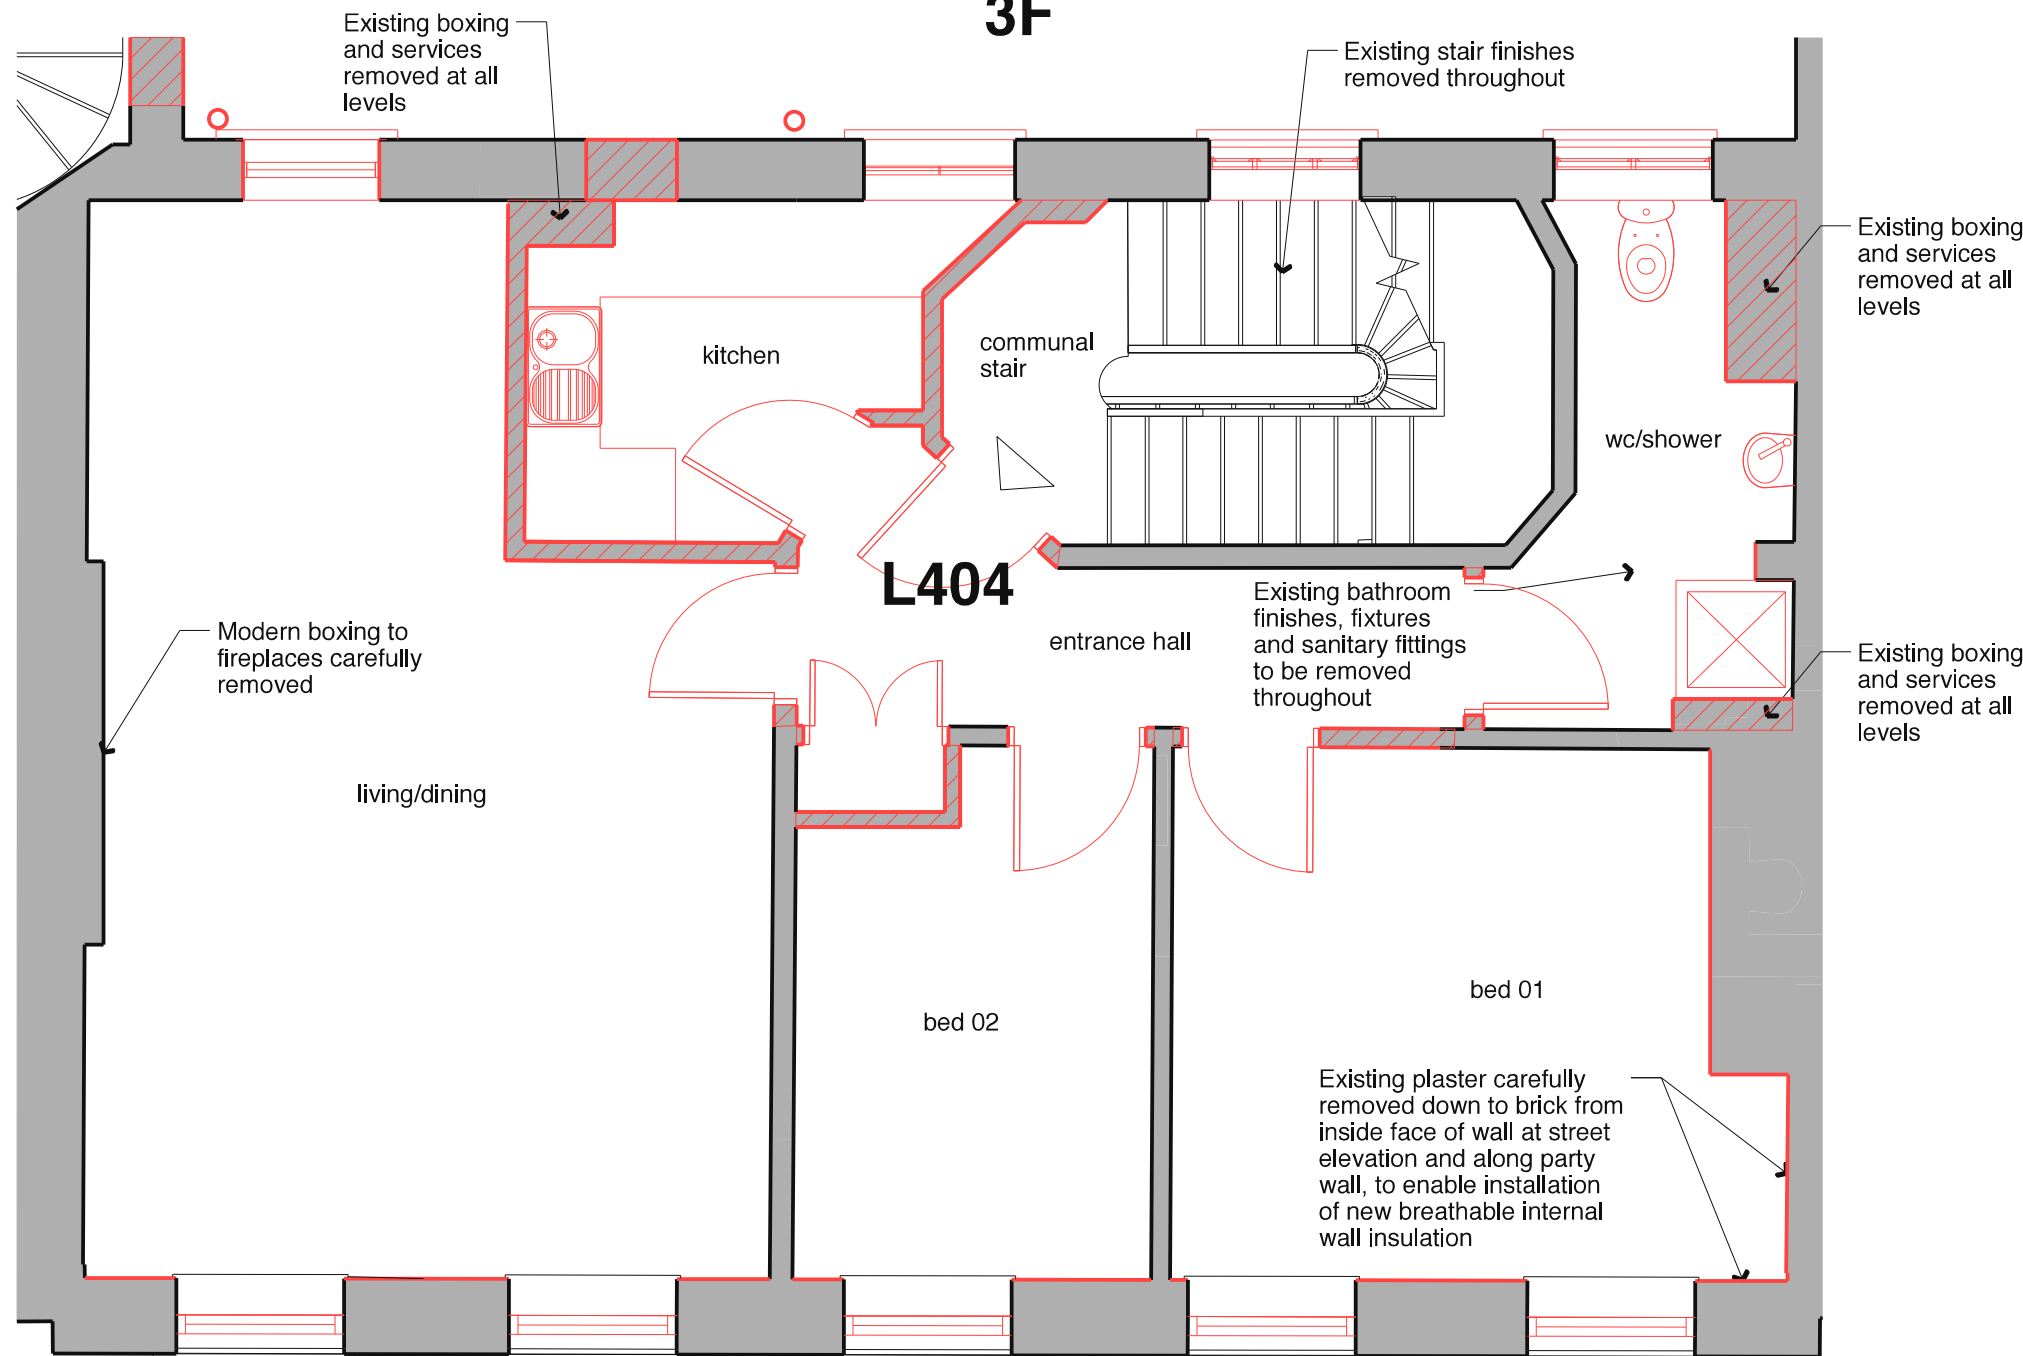 3F
Existing boxing
and services
removed at all
levels
Existing stair finishes
removed throughout
Existing boxing
and services
removed at all
levels
kitchen
communal
stair
wc/shower
L404
Existing bathroom
finishes, fixtures
and sanitary fittings
to be removed
throughout
entrance hall
Modern boxing to
fireplaces carefully
removed
Existing boxing
and services
removed at all
levels
living/dining
bed 02
bed 01
Existing plaster carefully
removed down to brick from
inside face of wall at street
elevation and along party
wall, to enable installation
of new breathable internal
wall insulation